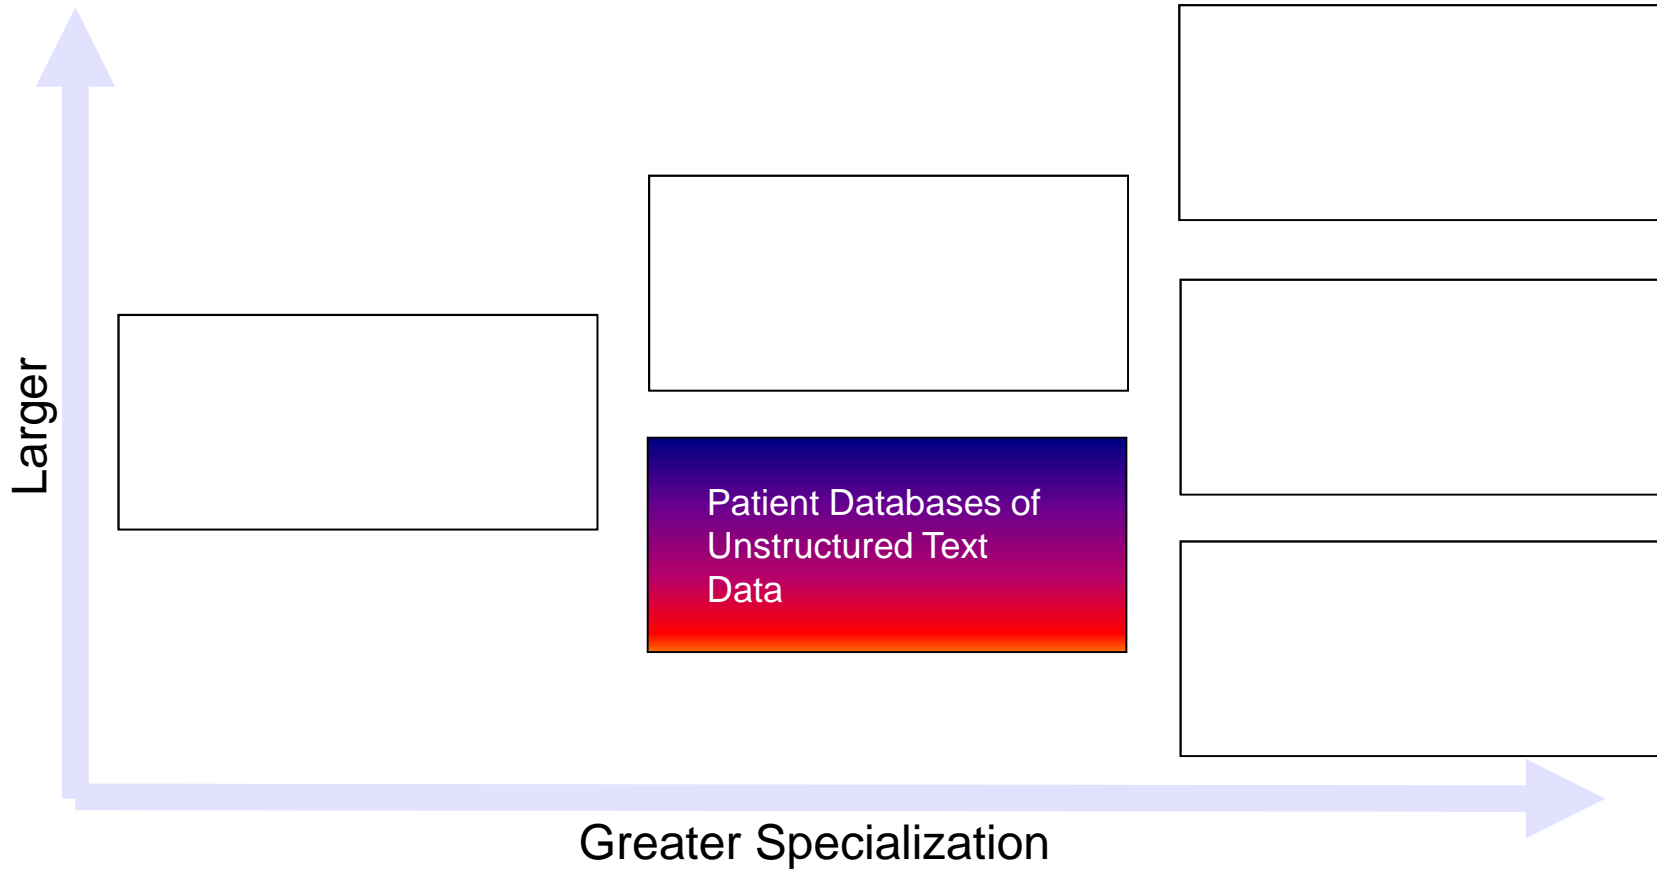 Larger
Patient Databases of
Unstructured Text
Data
Greater Specialization